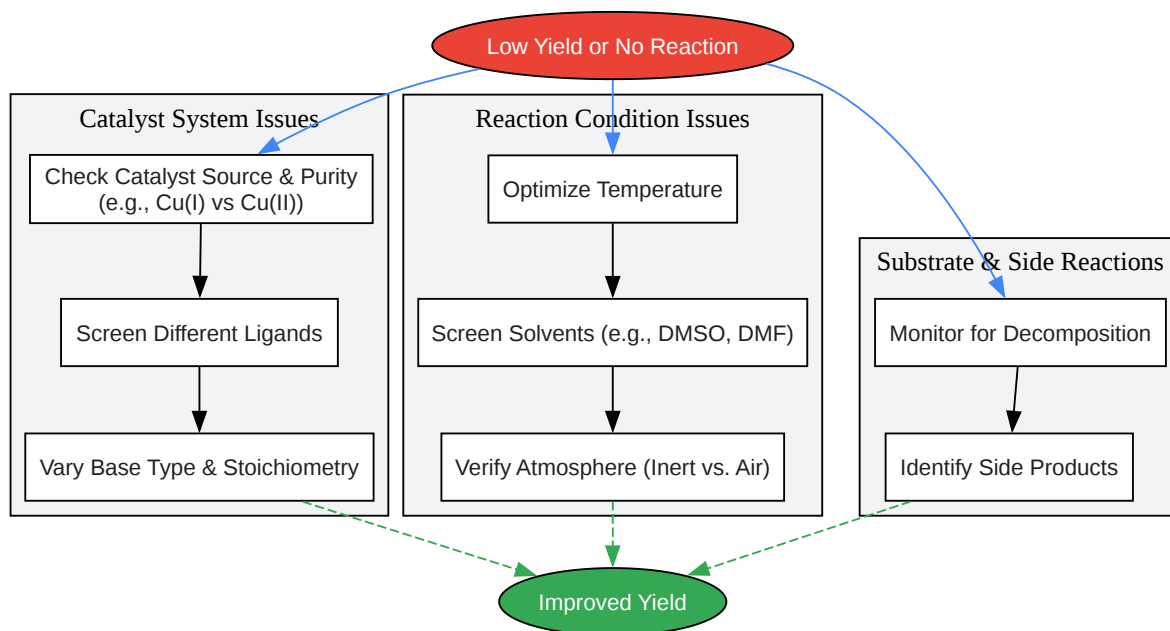 Low Yield or No Reaction
Catalyst System Issues
Check Catalyst Source & Purity
(e.g., Cu(I) vs Cu(II))
Screen Different Ligands
Vary Base Type & Stoichiometry
Reaction Condition Issues
Optimize Temperature
Screen Solvents (e.g., DMSO, DMF)
Verify Atmosphere (Inert vs. Air)
Substrate & Side Reactions
Monitor for Decomposition
Identify Side Products
Improved Yield